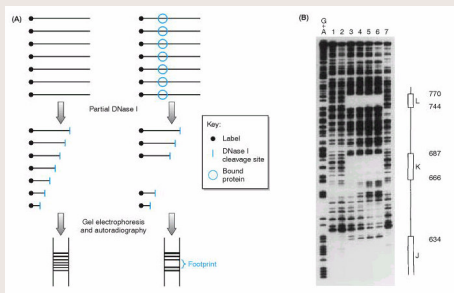 (A)
Partial DNase I
Key:
Label
DNase I
cleavage site
Bound
protein
Gel electrophoresis
and autoradiography
Footprint
(B)
G
+
A 1 2 3 4 5 6 7
770
L
744
687
K
666
634
J